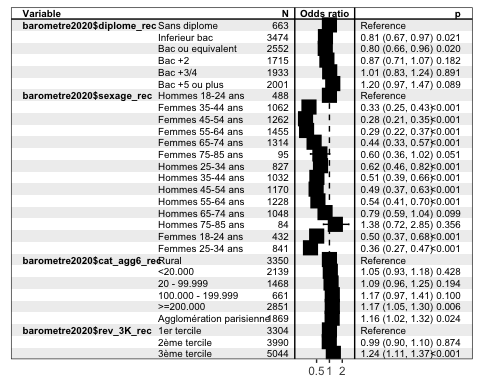 Variable N Odds ratio p
barometre2020$diplome_rec Sans diplome 663 Reference
Inferieur bac 3474 0.81 (0.67, 0.97) 0.021
Bac ou equivalent 2552 0.80 (0.66, 0.96) 0.020
Bac +2 1715 0.87 (0.71, 1.07) 0.182
Bac +3/4 1933 1.01 (0.83, 1.24) 0.891
Bac +5 ou plus 2001 1.20 (0.97, 1.47) 0.089
barometre2020$sexage_rec Hommes 18-24 ans 488 Reference
Femmes 35-44 ans 1062 0.33 (0.25, 0.43) <0.001
Femmes 45-54 ans 1262 0.28 (0.21, 0.35) <0.001
Femmes 55-64 ans 1455 0.29 (0.22, 0.37) <0.001
Femmes 65-74 ans 1314 0.44 (0.33, 0.57) <0.001
Femmes 75-85 ans 95 0.60 (0.36, 1.02) 0.051
Hommes 25-34 ans 827 0.62 (0.46, 0.82) <0.001
Hommes 35-44 ans 1032 0.51 (0.39, 0.66) <0.001
Hommes 45-54 ans 1170 0.49 (0.37, 0.63) <0.001
Hommes 55-64 ans 1228 0.54 (0.41, 0.70) <0.001
Hommes 65-74 ans 1048 0.79 (0.59, 1.04) 0.099
Hommes 75-85 ans 84 1.38 (0.72, 2.85) 0.356
Femmes 18-24 ans 432 0.50 (0.37, 0.68) <0.001
Femmes 25-34 ans 841 0.36 (0.27, 0.47) <0.001
barometre2020$cat_agg6_rec Rural 3350 Reference
<20.000 2139 1.05 (0.93, 1.18) 0.428
20 - 99.999 1468 1.09 (0.96, 1.25) 0.194
100.000 - 199.999 661 1.17 (0.97, 1.41) 0.100
>=200.000 2851 1.17 (1.05, 1.30) 0.006
Agglomération parisienne 1869 1.16 (1.02, 1.32) 0.024
barometre2020$rev_3K_rec 1er tercile 3304 Reference
2ème tercile 3990 0.99 (0.90, 1.10) 0.874
3ème tercile 5044 1.24 (1.11, 1.37) <0.001
0.5 1 2